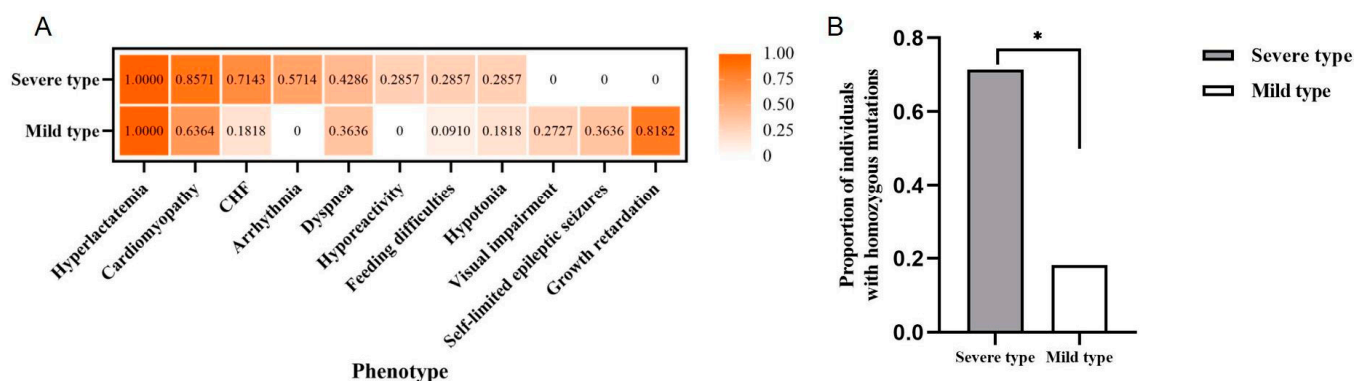 A
Severe type
1.0000 0.8571 0.7143 0.5714 0.4286 0.2857 0.2857 0.2857 0 0 0
Mild type
1.0000 0.6364 0.1818 0 0.3636 0 0.0910 0.1818 0.2727 0.3636 0.8182
1.00
0.75
0.50
0.25
0
Hyperlactatemia
Cardiomyopathy
CHF
Arrhythmia
Dyspnea
Hyporeactivity
Feeding difficulties
Hypotonia
Visual impairment
Self-limited epileptic seizures
Growth retardation
Phenotype
B
Proportion of individuals
with homozygous mutations
0.8
0.6
0.4
0.2
0.0
*
Severe type
Mild type
Severe type
Mild type